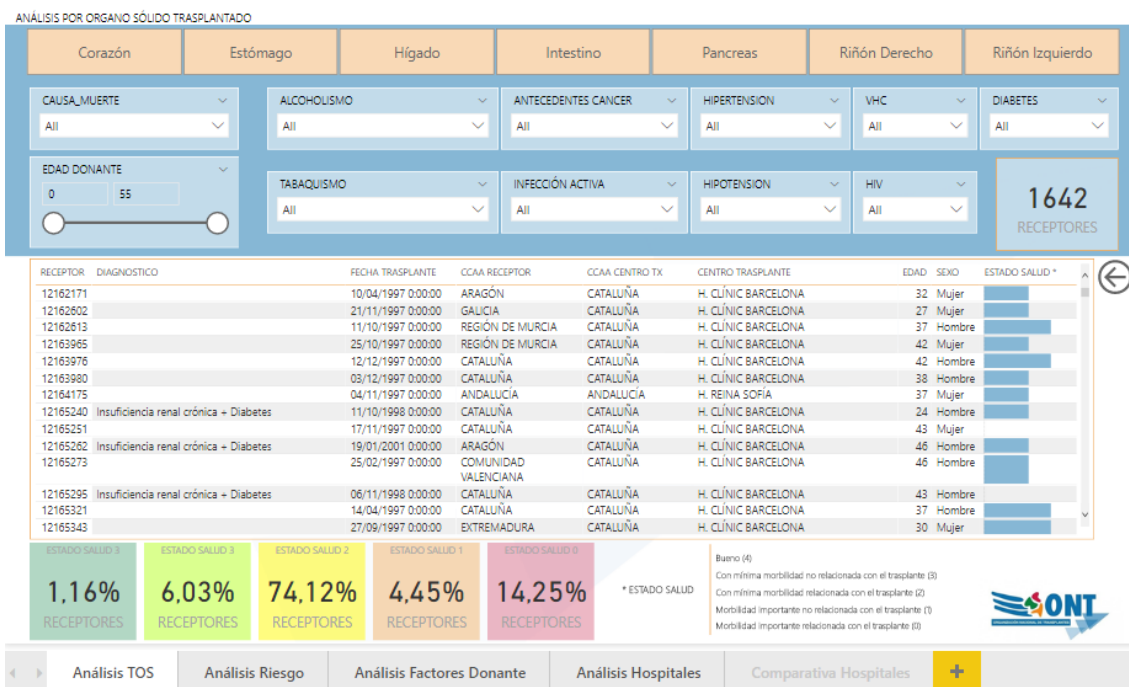 ANÁLISIS POR ORGANO SÓLIDO TRASPLANTADO
Corazón Estómago Hígado Intestino Pancreas Riñón Derecho Riñón Izquierdo
CAUSA_MUERTE ALCOHOLISMO ANTECEDENTES CANCER HIPERTENSION VHC DIABETES
All All All All All All
EDAD DONANTE
0 55
TABAQUISMO INFECCIÓN ACTIVA HIPOTENSION HIV
All All All All
1642
RECEPTORES
RECEPTOR DIAGNOSTICO FECHA TRASPLANTE CCAA RECEPTOR CCAA CENTRO TX CENTRO TRASPLANTE EDAD SEXO ESTADO SALUD *
12162171 10/04/1997 0:00:00 ARAGÓN CATALUÑA H. CLÍNIC BARCELONA 32 Mujer
12162602 21/11/1997 0:00:00 GALICIA CATALUÑA H. CLÍNIC BARCELONA 27 Mujer
12162613 11/10/1997 0:00:00 REGIÓN DE MURCIA CATALUÑA H. CLÍNIC BARCELONA 37 Hombre
12163965 25/10/1997 0:00:00 REGIÓN DE MURCIA CATALUÑA H. CLÍNIC BARCELONA 42 Mujer
12163976 12/12/1997 0:00:00 CATALUÑA CATALUÑA H. CLÍNIC BARCELONA 42 Hombre
12163980 03/12/1997 0:00:00 CATALUÑA CATALUÑA H. CLÍNIC BARCELONA 38 Hombre
12164175 04/11/1997 0:00:00 ANDALUCÍA ANDALUCÍA H. REINA SOFÍA 37 Mujer
12165240 Insuficiencia renal crónica + Diabetes 11/10/1998 0:00:00 CATALUÑA CATALUÑA H. CLÍNIC BARCELONA 24 Hombre
12165251 17/11/1997 0:00:00 CATALUÑA CATALUÑA H. CLÍNIC BARCELONA 43 Mujer
12165262 Insuficiencia renal crónica + Diabetes 19/01/2001 0:00:00 ARAGÓN CATALUÑA H. CLÍNIC BARCELONA 46 Hombre
12165273 25/02/1997 0:00:00 COMUNIDAD CATALUÑA H. CLÍNIC BARCELONA 46 Hombre
VALENCIANA
12165295 Insuficiencia renal crónica + Diabetes 06/11/1998 0:00:00 CATALUÑA CATALUÑA H. CLÍNIC BARCELONA 43 Hombre
12165321 14/04/1997 0:00:00 CATALUÑA CATALUÑA H. CLÍNIC BARCELONA 37 Hombre
12165343 27/09/1997 0:00:00 EXTREMADURA CATALUÑA H. CLÍNIC BARCELONA 30 Mujer
ESTADO SALUD 3 ESTADO SALUD 3 ESTADO SALUD 2 ESTADO SALUD 1 ESTADO SALUD 0
1,16% 6,03% 74,12% 4,45% 14,25%
RECEPTORES RECEPTORES RECEPTORES RECEPTORES RECEPTORES
* ESTADO SALUD
Bueno (4)
Con mínima morbilidad no relacionada con el trasplante (3)
Con mínima morbilidad relacionada con el trasplante (2)
Morbilidad importante no relacionada con el trasplante (1)
Morbilidad importante relacionada con el trasplante (0)
ONT
ORGANIZACIÓN NACIONAL DE TRASPLANTES
Análisis TOS Análisis Riesgo Análisis Factores Donante Análisis Hospitales Comparativa Hospitales +